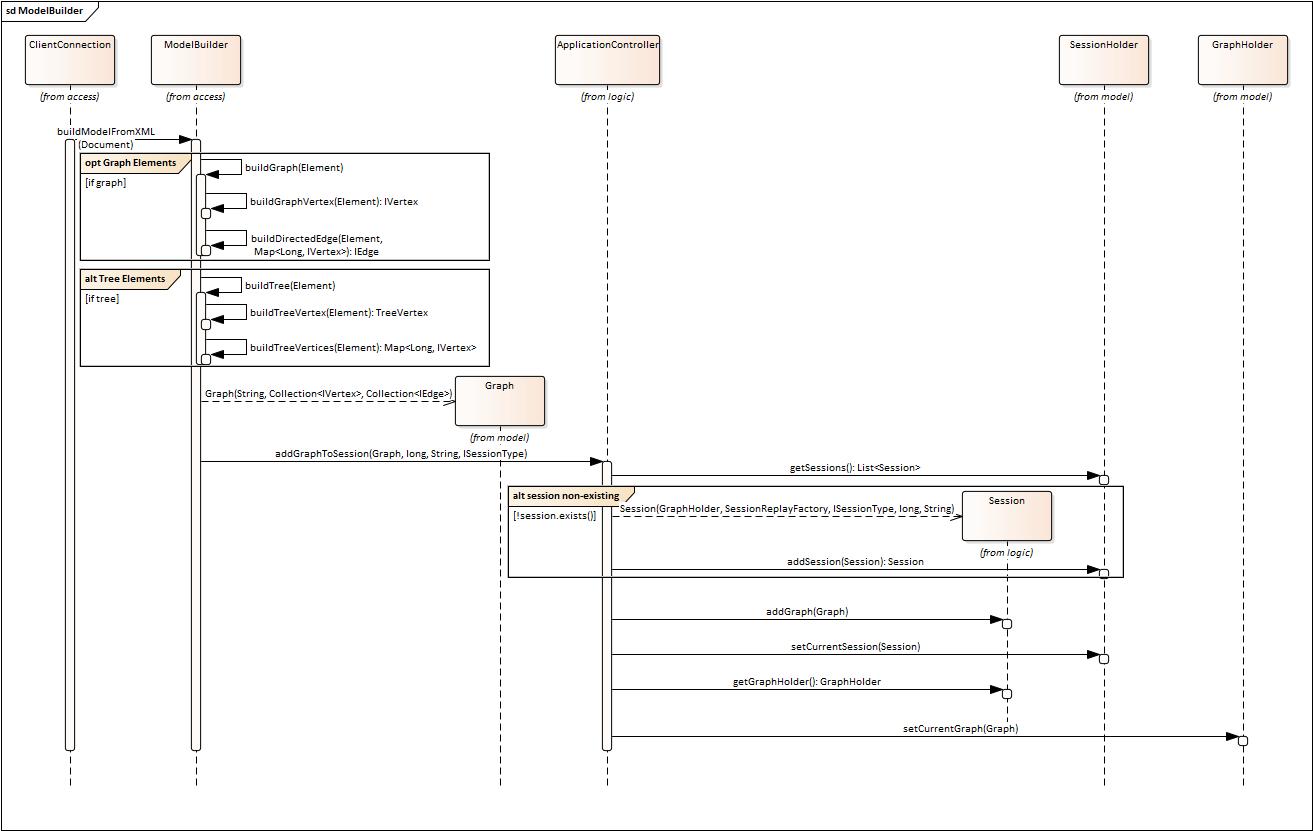 sd ModelBuilder
ClientConnection
ModelBuilder
ApplicationController
SessionHolder
GraphHolder
(from access)
(from access)
(from logic)
(from model)
(from model)
buildModelFromXML
(Document)
opt Graph Elements
[if graph]
buildGraph(Element)
buildGraphVertex(Element): IVertex
buildDirectedEdge(Element,
Map<Long, IVertex>): IEdge
alt Tree Elements
[if tree]
buildTree(Element)
buildTreeVertex(Element): TreeVertex
buildTreeVertices(Element): Map<Long, IVertex>
Graph(String, Collection<IVertex>, Collection<IEdge>)
Graph
(from model)
addGraphToSession(Graph, long, String, ISessionType)
getSessions(): List<Session>
alt session non-existing
[!session.exists()]
Session(GraphHolder, SessionReplayFactory, ISessionType, long, String)
Session
(from logic)
addSession(Session): Session
addGraph(Graph)
setCurrentSession(Session)
getGraphHolder(): GraphHolder
setCurrentGraph(Graph)